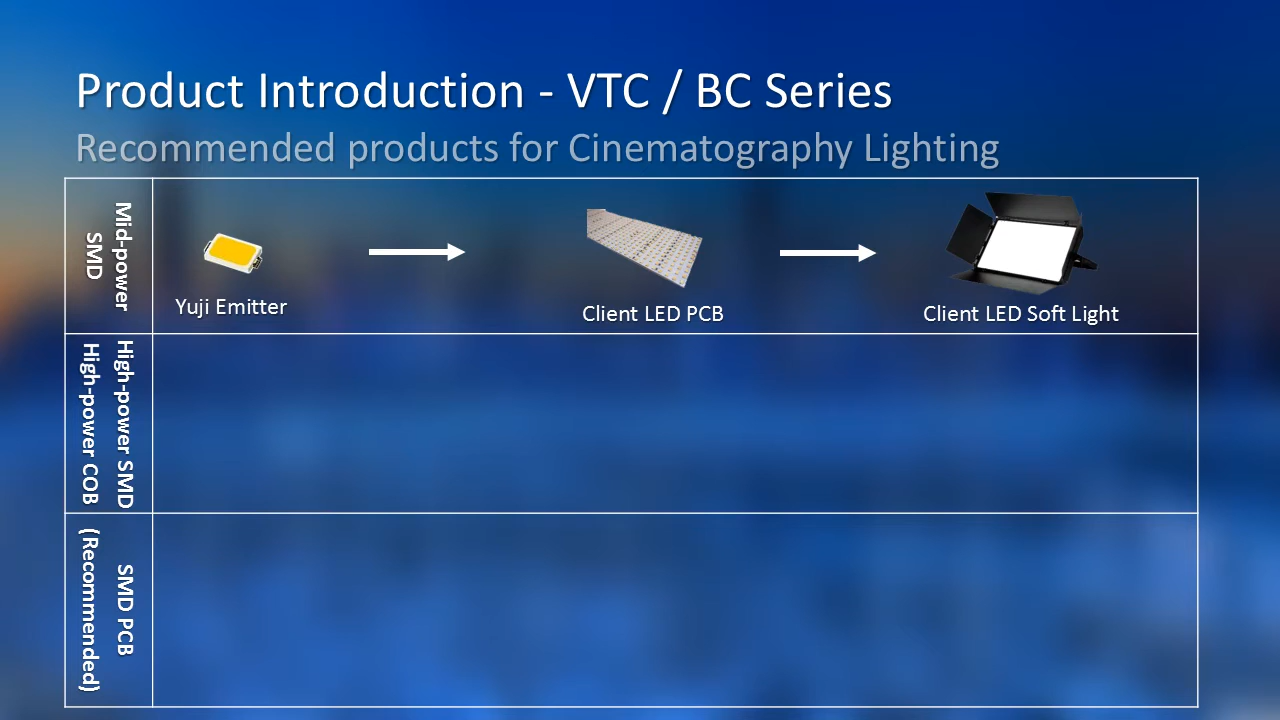 Product Introduction - VTC / BC Series
Recommended products for Cinematography Lighting
Mid-power
SMD
Yuji Emitter
Client LED PCB
Client LED Soft Light
High-power SMD
High-power COB
SMD PCB
(Recommended)